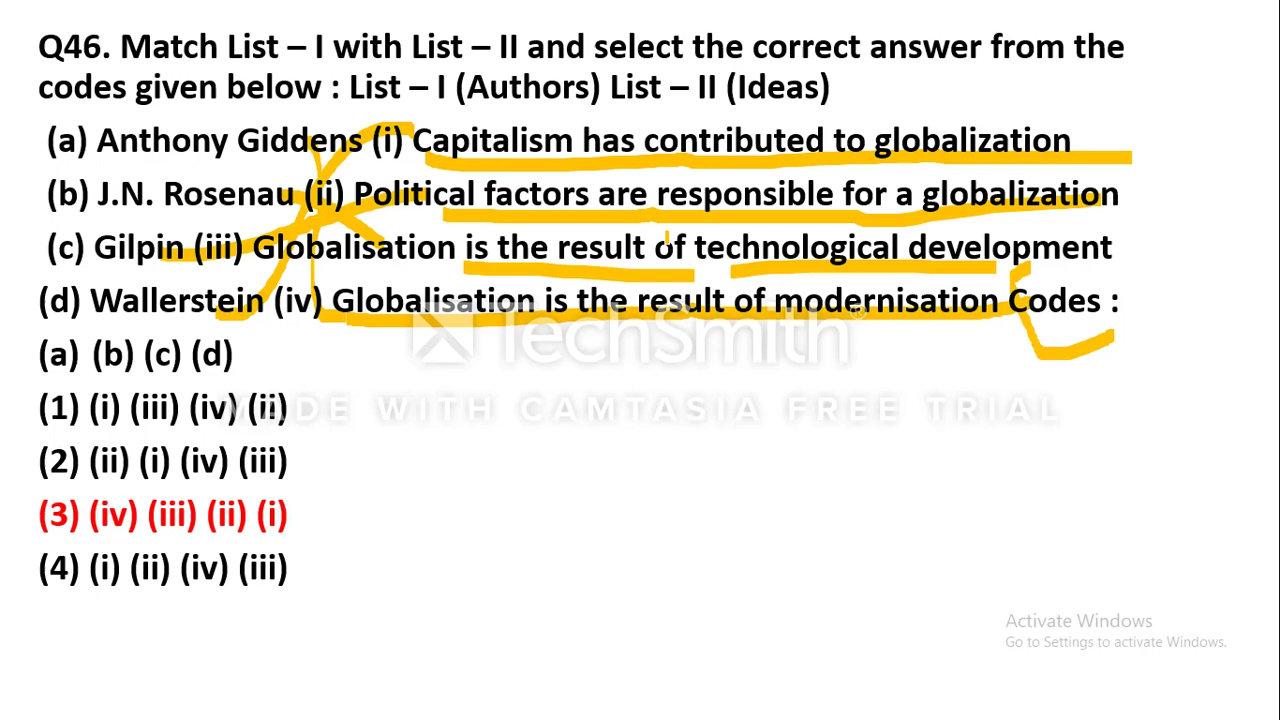 Q46. Match List – I with List – II and select the correct answer from the
codes given below : List – I (Authors) List – II (Ideas)
(a) Anthony Giddens (i) Capitalism has contributed to globalization
(b) J.N. Rosenau (ii) Political factors are responsible for a globalization
(c) Gilpin (iii) Globalisation is the result of technological development
(d) Wallerstein (iv) Globalisation is the result of modernisation Codes :
(a) (b) (c) (d)
(1) (i) (iii) (iv) (ii)
(2) (ii) (i) (iv) (iii)
(3) (iv) (iii) (ii) (i)
(4) (i) (ii) (iv) (iii)
TechSmith®
MADE WITH CAMTASIA FREE TRIAL
Activate Windows
Go to Settings to activate Windows.